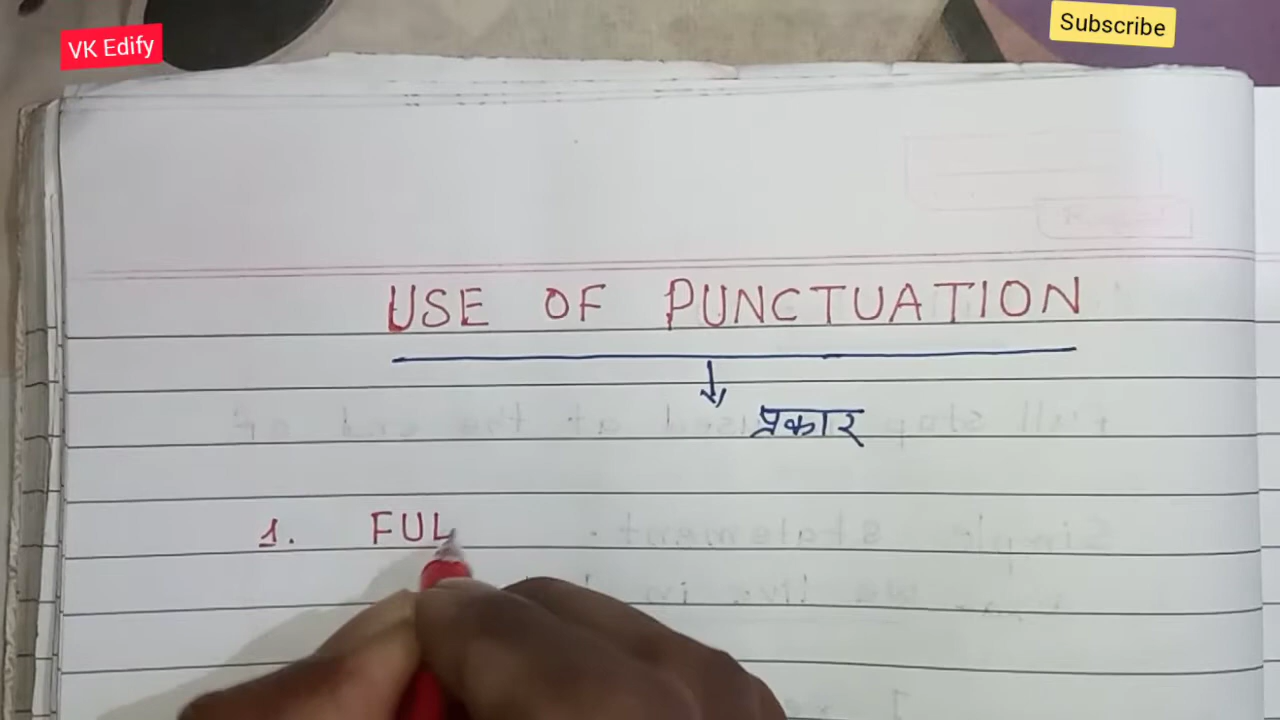 VK Edify
Subscribe
USE OF PUNCTUATION
प्रकार
1. FUL